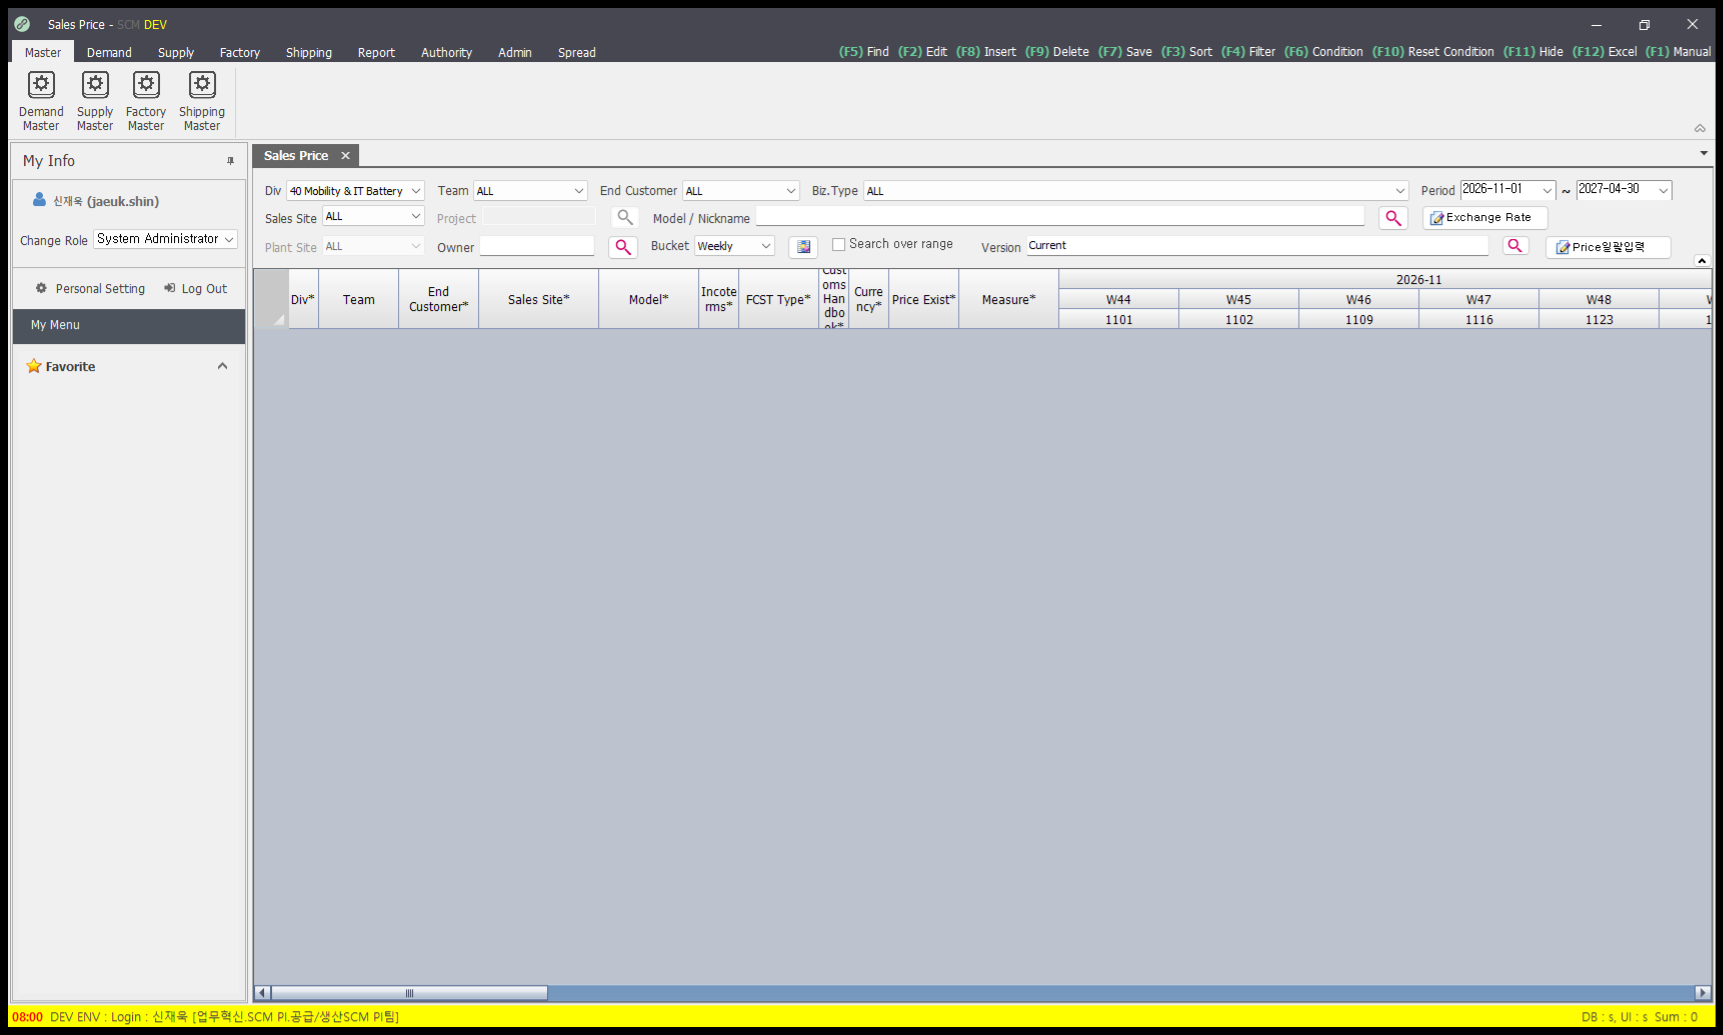 Sales Price - SCM DEV
Master Demand Supply Factory Shipping Report Authority Admin Spread (F5) Find (F2) Edit (F8) Insert (F9) Delete (F7) Save (F3) Sort (F4) Filter (F6) Condition (F10) Reset Condition (F11) Hide (F12) Excel (F1) Manual
Demand Master
Supply Master
Factory Master
Shipping Master
My Info
신재욱 (jaeuk.shin)
Change Role System Administrator
Personal Setting Log Out
My Menu
Favorite
Sales Price
Div 40 Mobility & IT Battery Team ALL End Customer ALL Biz.Type ALL Period 2026-11-01 ~ 2027-04-30
Sales Site ALL Project Model / Nickname Exchange Rate
Plant Site ALL Owner Bucket Weekly Search over range Version Current Price일괄입력
Div* Team End Customer* Sales Site* Model* Incoterms* FCST Type* Customs Handbook* Currency* Price Exist* Measure* 2026-11
W44 W45 W46 W47 W48
1101 1102 1109 1116 1123
08:00 DEV ENV : Login : 신재욱 [업무혁신.SCM PI.공급/생산SCM PI팀] DB : s, UI : s Sum : 0